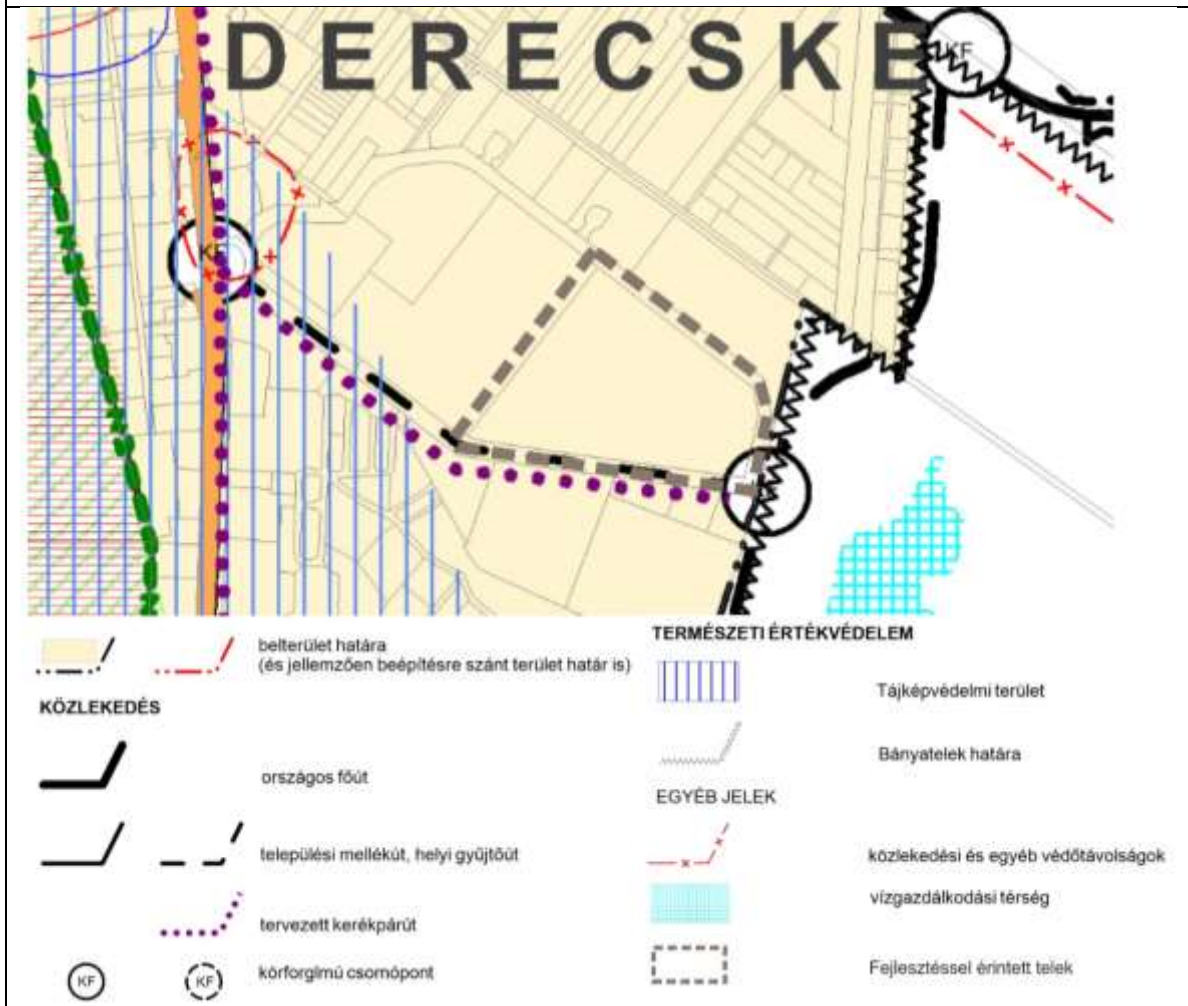 DERECSKE
KF
KF
belterület határa
(és jellemzően beépítésre szánt terület határ is)
KÖZLEKEDÉS
országos főút
települési mellékút, helyi gyűjtőút
tervezett kerékpárút
KF
KF
körforglmú csomópont
TERMÉSZETI ÉRTÉKVÉDELEM
Tájképvédelmi terület
Bányatelek határa
EGYÉB JELEK
közlekedési és egyéb védőtávolságok
vízgazdálkodási térség
Fejlesztéssel érintett telek